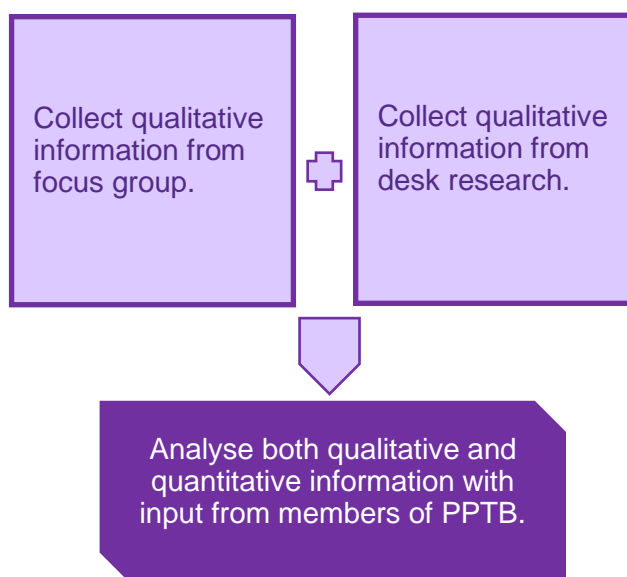 Collect qualitative
information from
focus group.
Collect qualitative
information from
desk research.
Analyse both qualitative and
quantitative information with
input from members of PPTB.